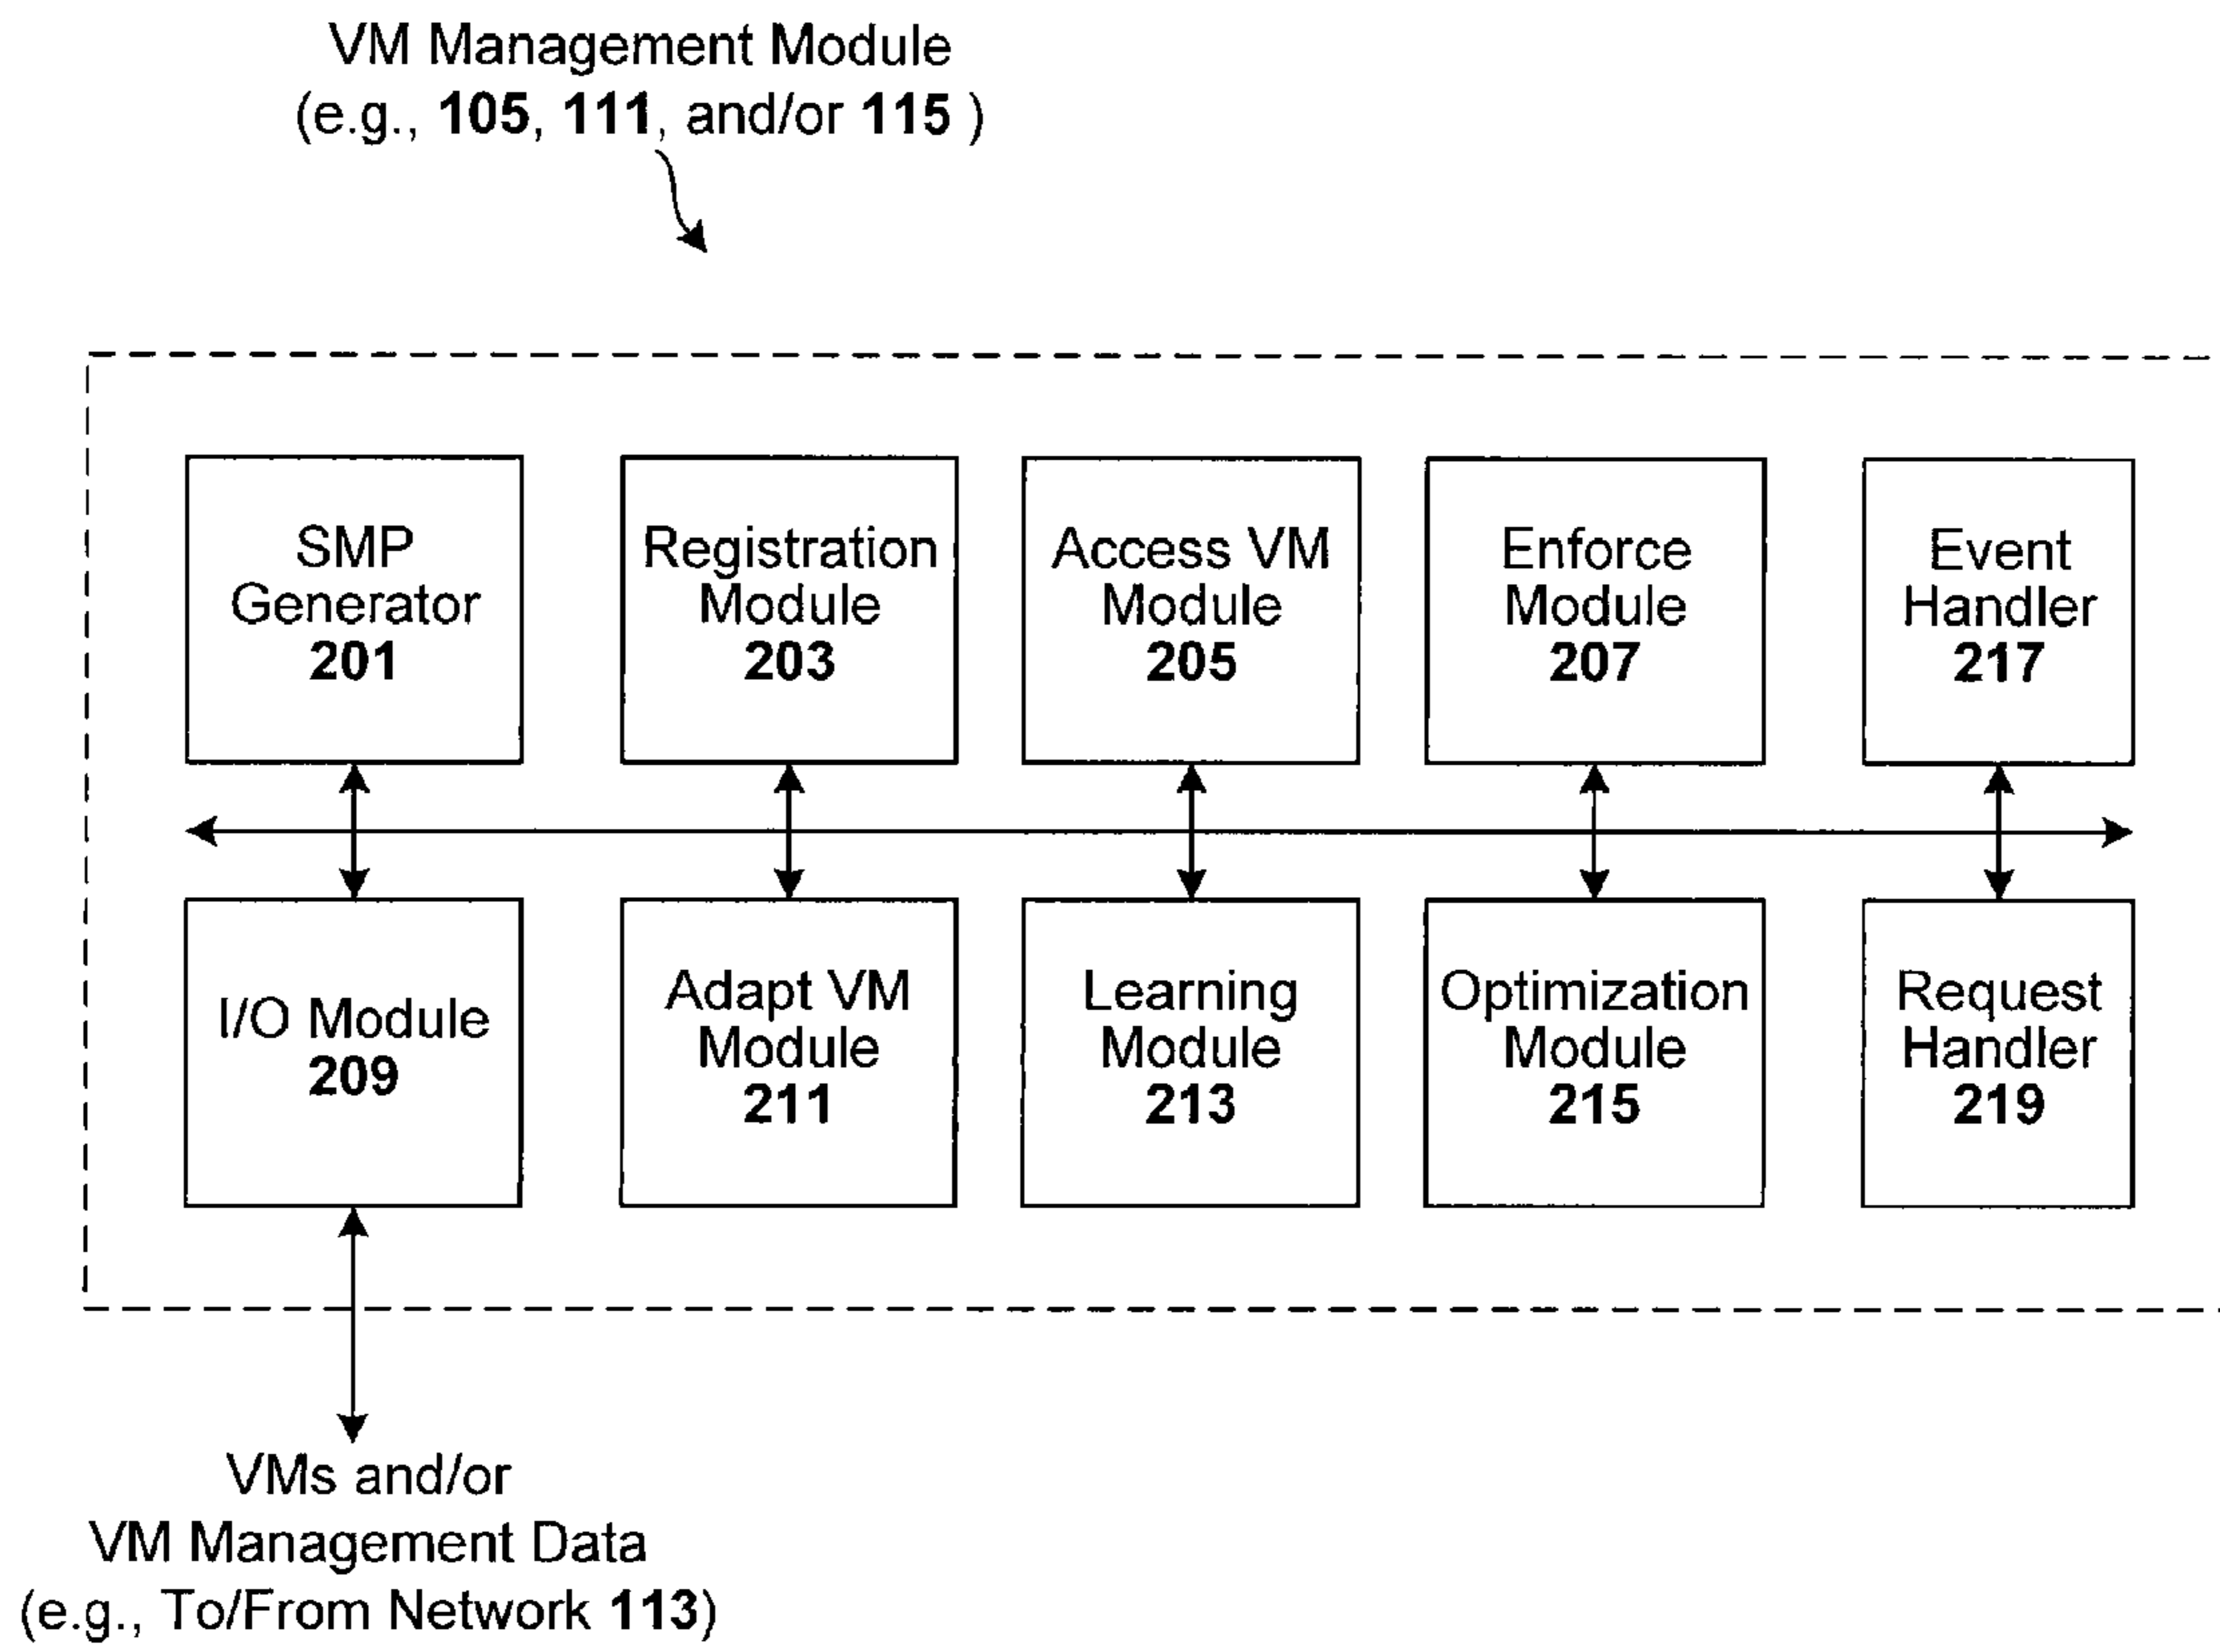 VM Management Module
(e.g., 105, 111, and/or 115 )
SMP
Generator
201
Registration
Module
203
Access VM
Module
205
Enforce
Module
207
Event
Handler
217
I/O Module
209
Adapt VM
Module
211
Learning
Module
213
Optimization
Module
215
Request
Handler
219
VMs and/or
VM Management Data
(e.g., To/From Network 113)